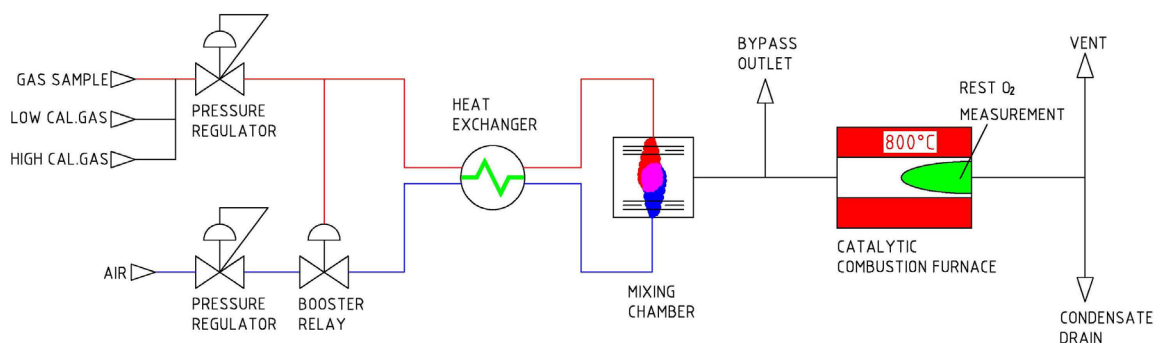 BYPASS
OUTLET
VENT
GAS SAMPLE
LOW CAL.GAS
HIGH CAL.GAS
PRESSURE
REGULATOR
HEAT
EXCHANGER
REST O₂
MEASUREMENT
800°C
AIR
PRESSURE
REGULATOR
BOOSTER
RELAY
MIXING
CHAMBER
CATALYTIC
COMBUSTION FURNACE
CONDENSATE
DRAIN